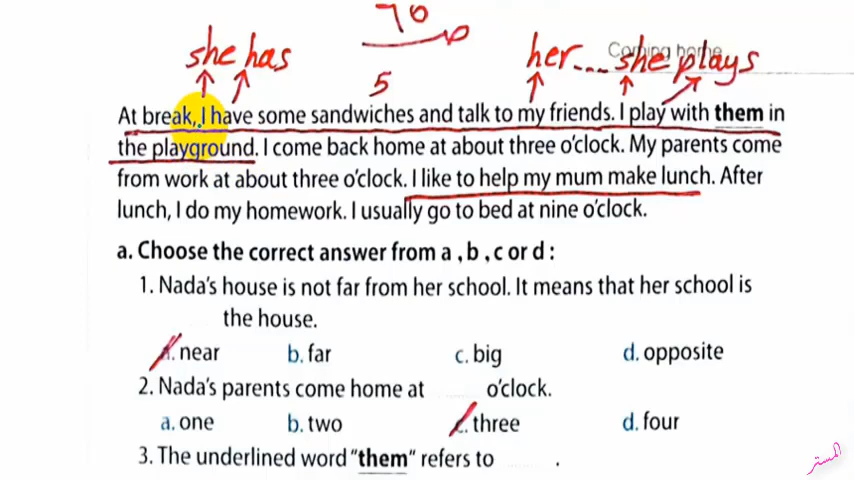 70
she has
her... she plays
Coming home
5
At break, I have some sandwiches and talk to my friends. I play with them in
the playground. I come back home at about three o'clock. My parents come
from work at about three o'clock. I like to help my mum make lunch. After
lunch, I do my homework. I usually go to bed at nine o'clock.
a. Choose the correct answer from a , b , c or d :
1. Nada's house is not far from her school. It means that her school is
the house.
a. near b. far c. big d. opposite
2. Nada's parents come home at ........ o'clock.
a. one b. two c. three d. four
3. The underlined word "them" refers to ........ .
المستر